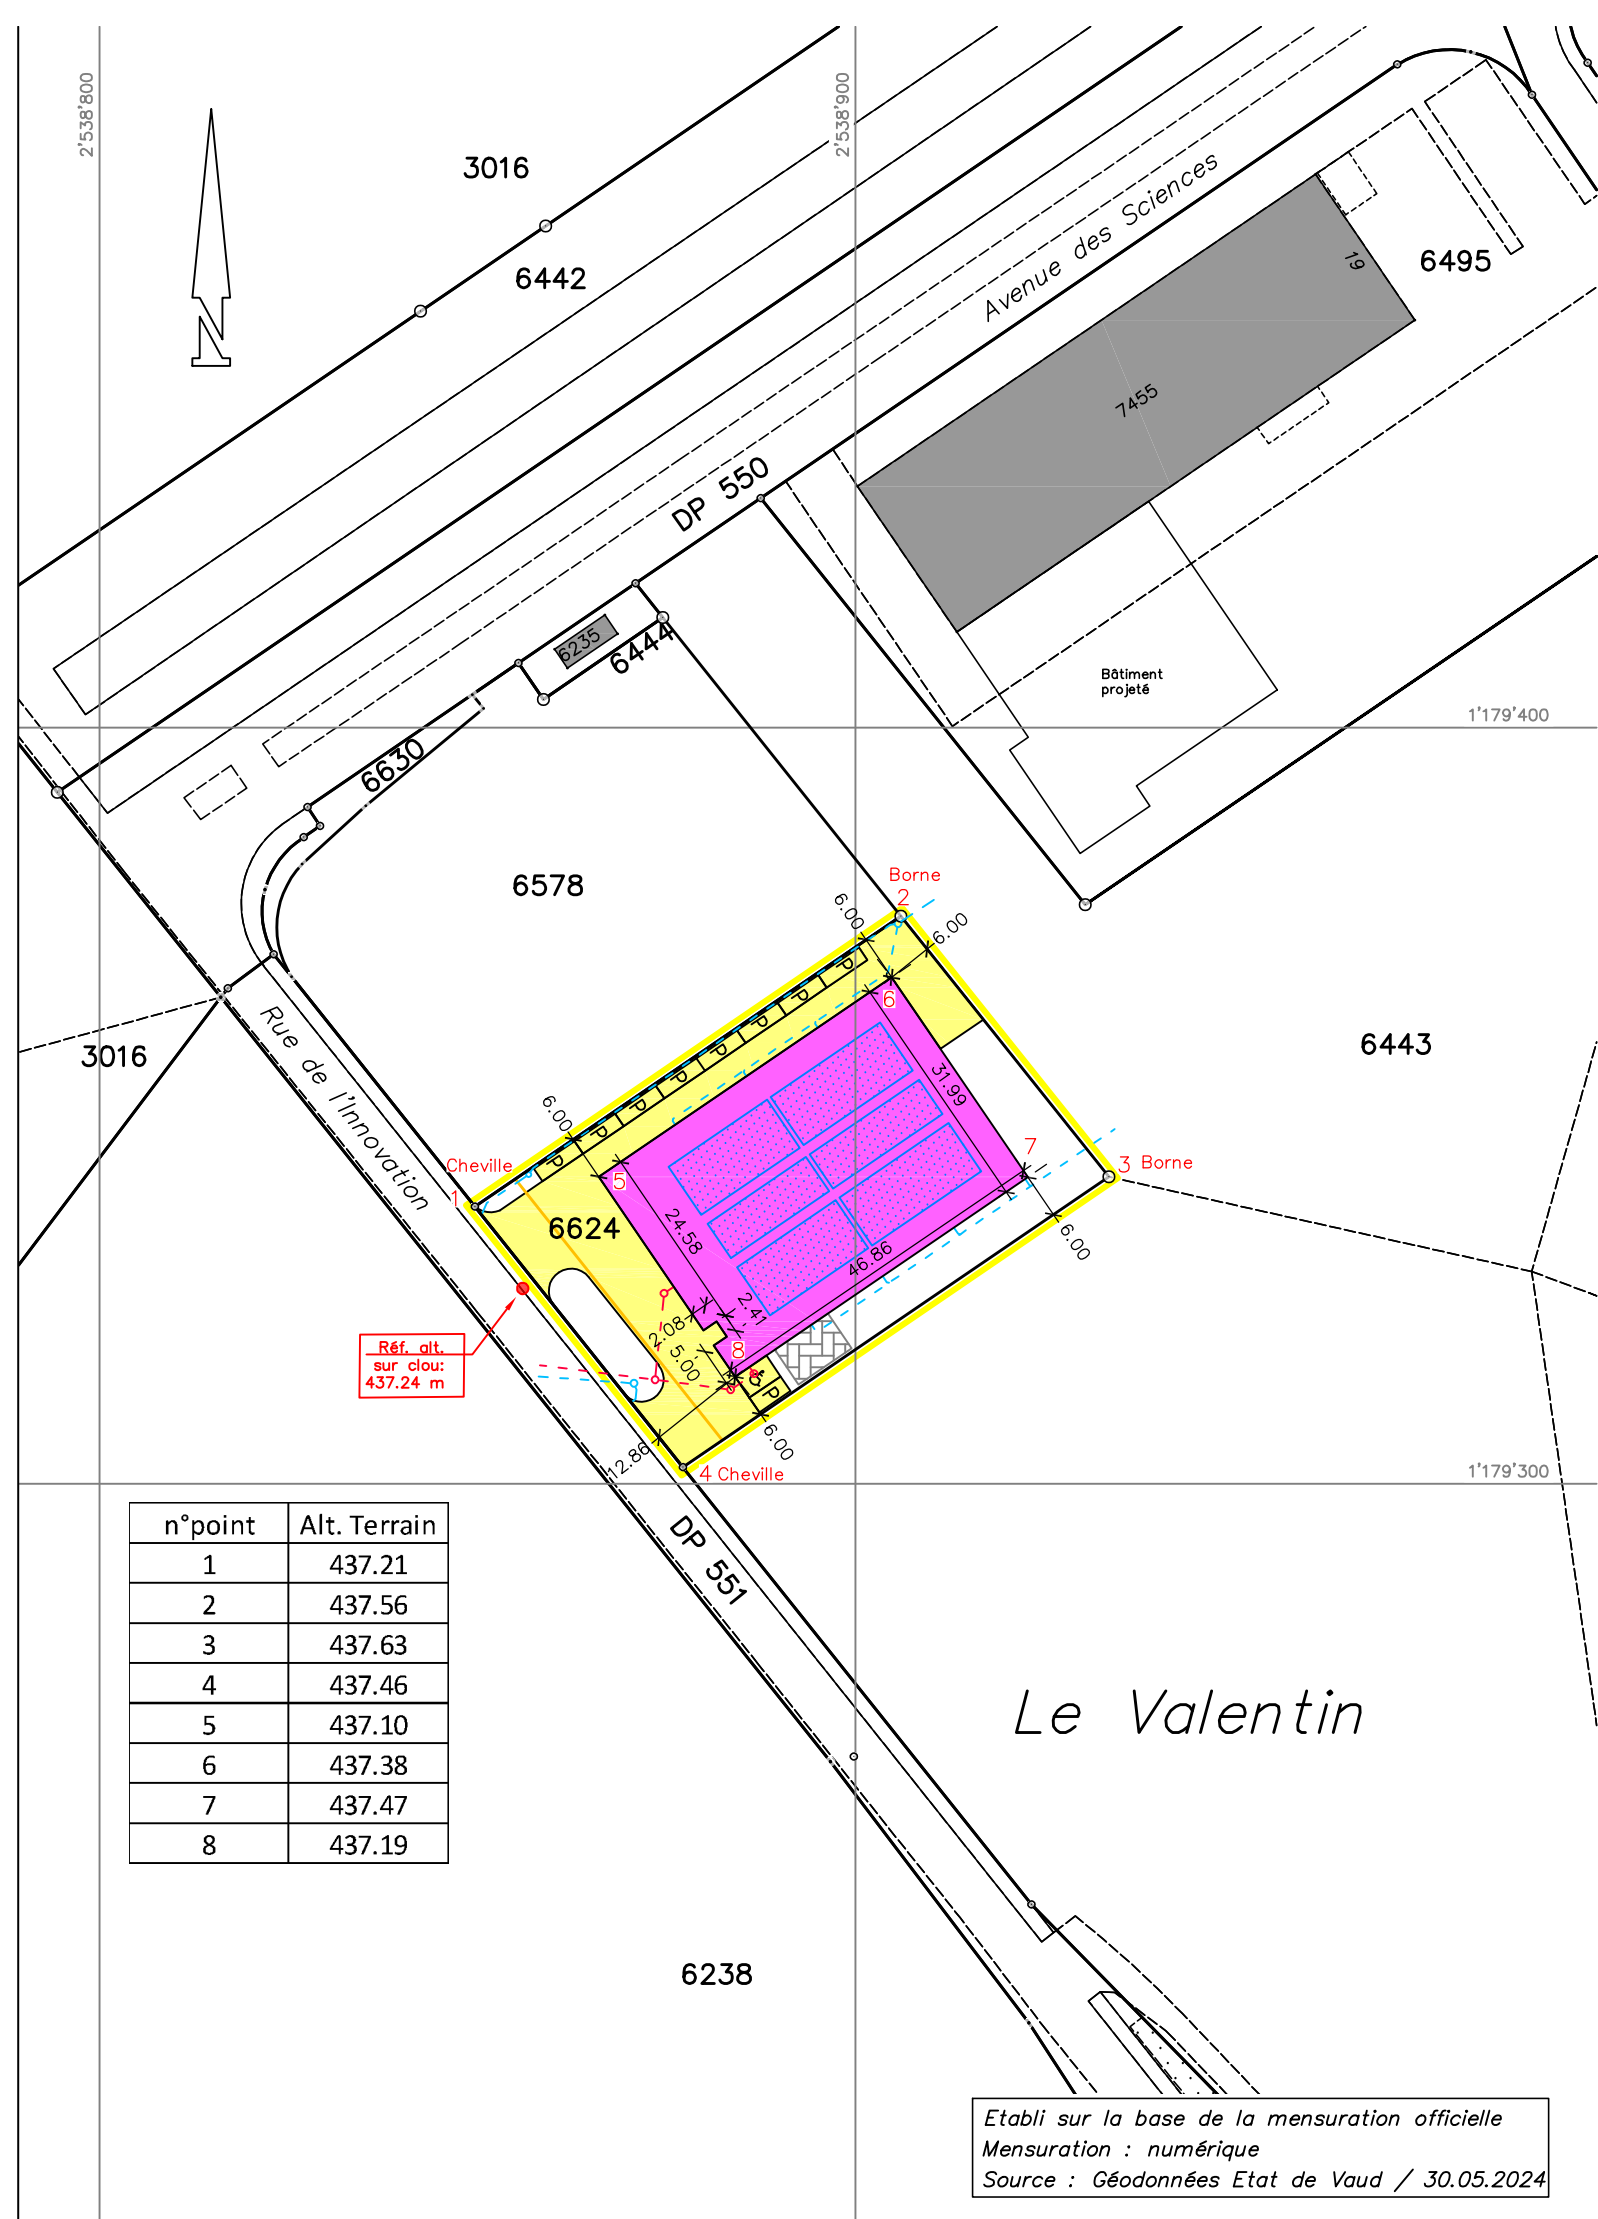 2'538'800
2'538'900
3016
6442
N
Avenue des Sciences
19
6495
7455
DP 550
6235
6444
Bâtiment
projeté
1'179'400
6630
6578
Borne
2
6.00
6.00
P
P
P
P
P
P
P
P
6
3016
Rue de l'Innovation
6443
31.99
6.00
Cheville
1
5
7
3 Borne
6624
24.58
46.86
6.00
2.41
2.08
5.00
8
Réf. alt.
sur clou:
437.24 m
P
6.00
12.86
4 Cheville
1'179'300
n°point Alt. Terrain
1 437.21
2 437.56
3 437.63
4 437.46
5 437.10
6 437.38
7 437.47
8 437.19
DP 551
Le Valentin
6238
Etabli sur la base de la mensuration officielle
Mensuration : numérique
Source : Géodonnées Etat de Vaud / 30.05.2024